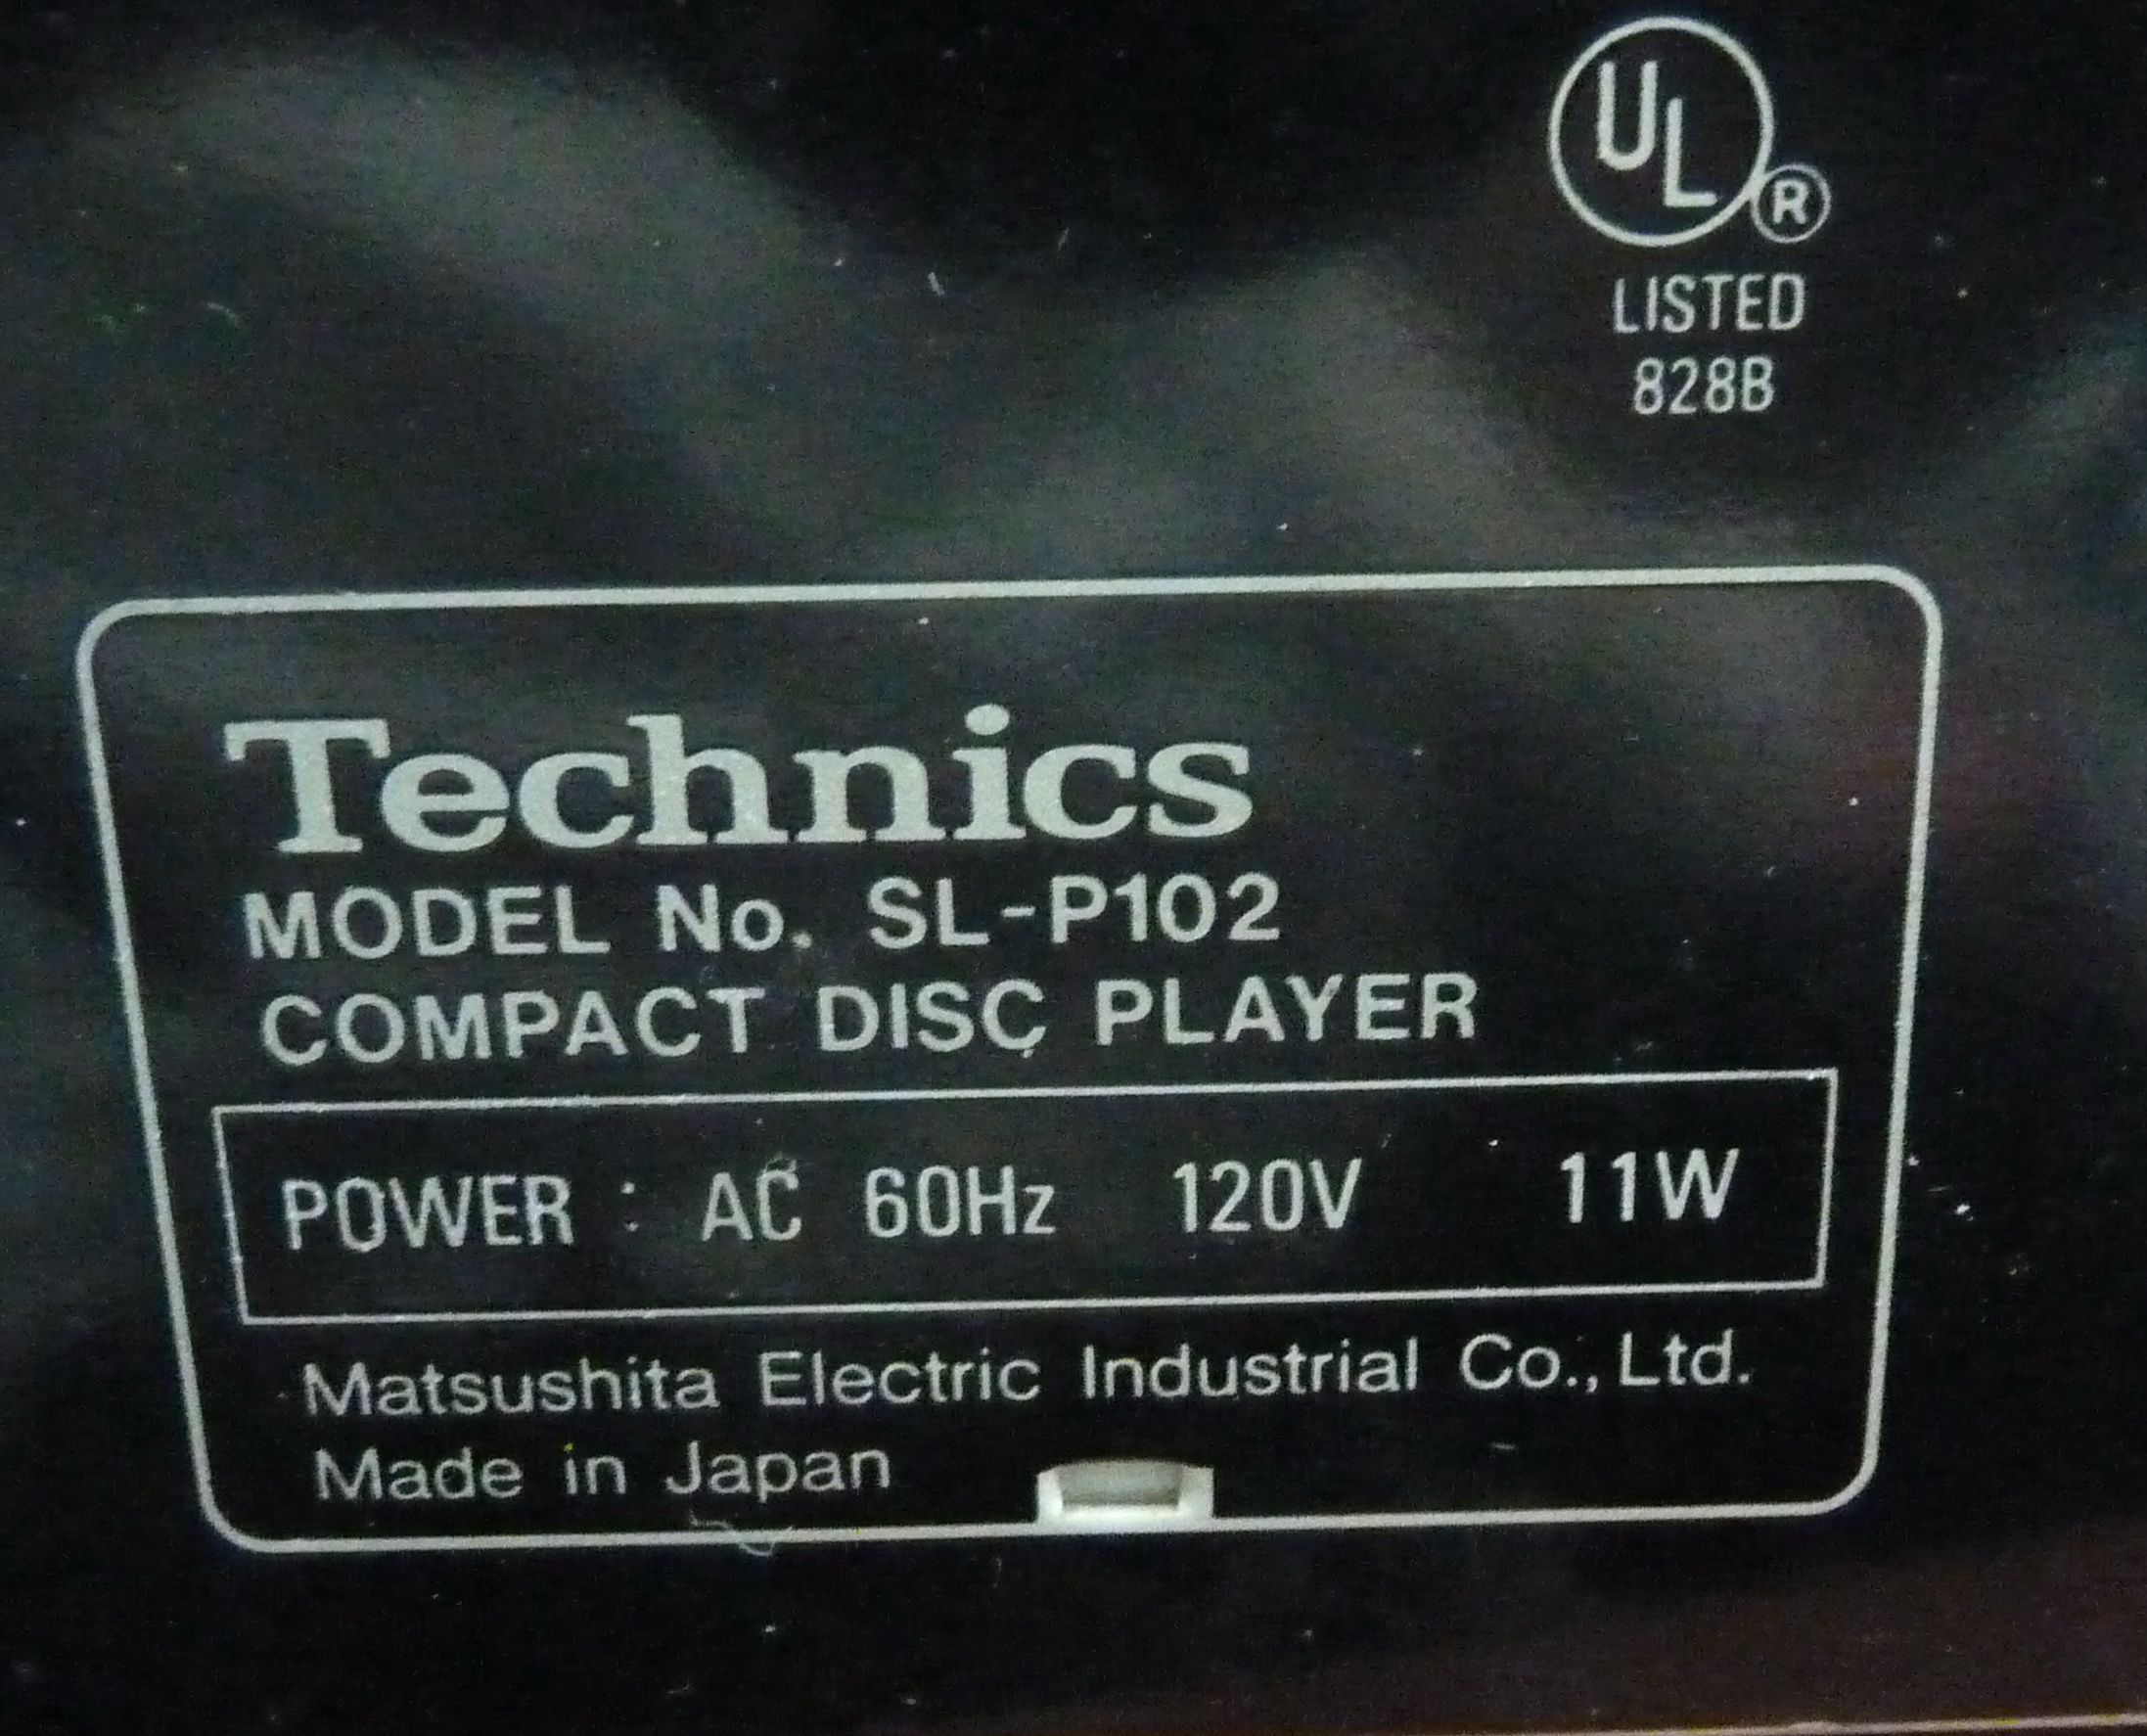 UL®
LISTED
828B
Technics
MODEL No. SL-P102
COMPACT DISC PLAYER
POWER : AC 60Hz 120V 11W
Matsushita Electric Industrial Co., Ltd.
Made in Japan